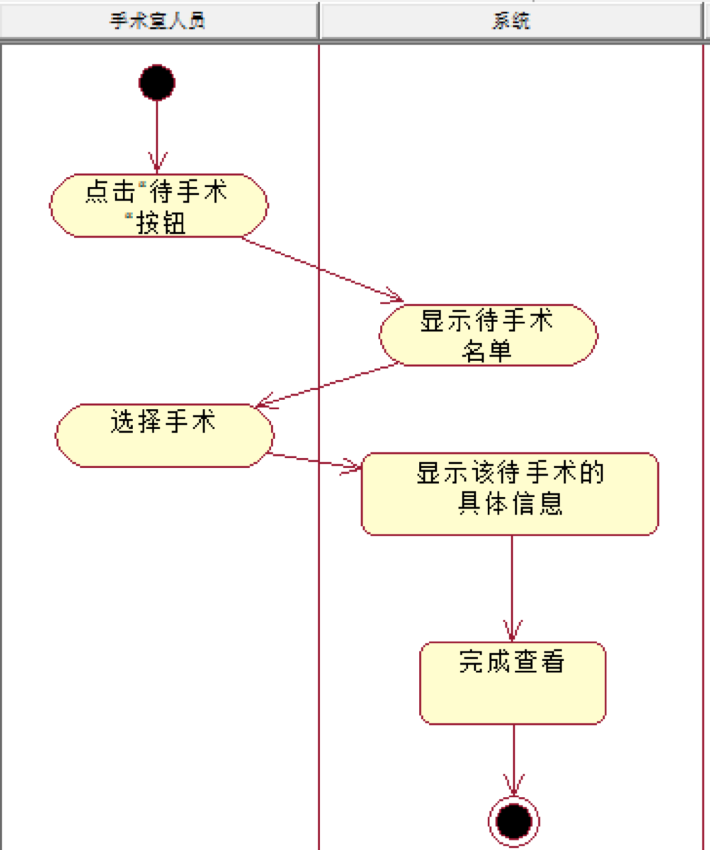 手术室人员
系统
点击“待手术
“按钮
显示待手术
名单
选择手术
显示该待手术的
具体信息
完成查看